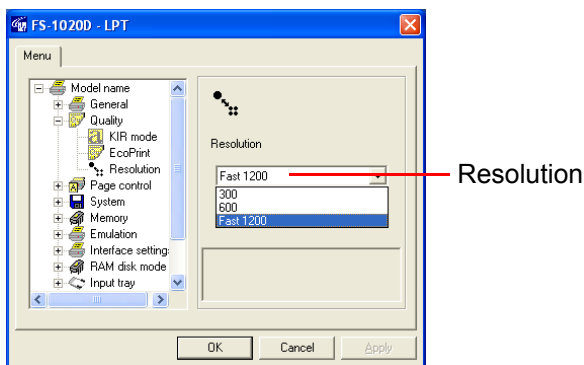 FS-1020D - LPT
Menu
Model name
General
Quality
KIR mode
EcoPrint
Resolution
Page control
System
Memory
Emulation
Interface setting
RAM disk mode
Input tray
Resolution
Fast 1200
300
600
Fast 1200
Resolution
OK Cancel Apply